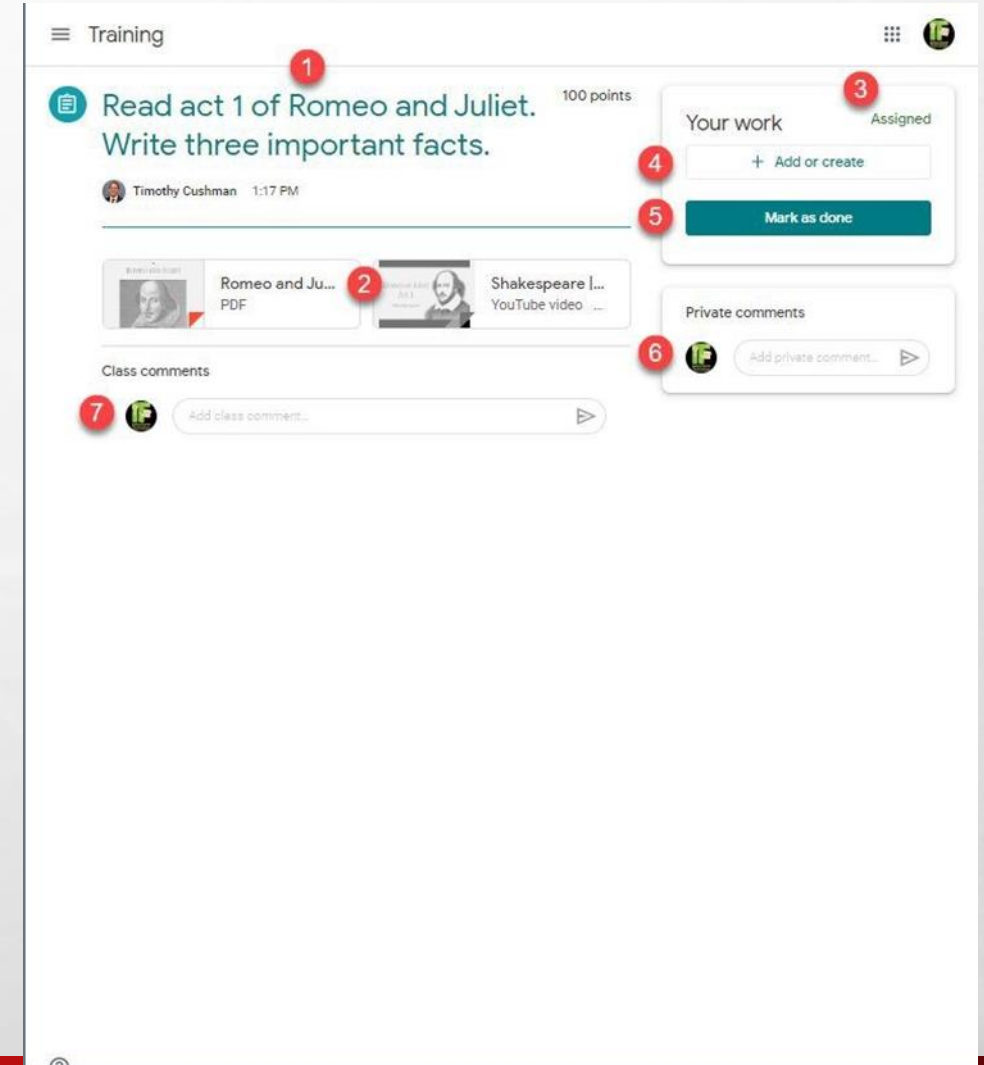 Training
1
Read act 1 of Romeo and Juliet.
Write three important facts.
100 points
Timothy Cushman 1:17 PM
2
Romeo and Ju...
PDF
Shakespeare |...
YouTube video ...
Class comments
7
Add class comment...
3
Your work
Assigned
4
+ Add or create
5
Mark as done
Private comments
6
Add private comment...